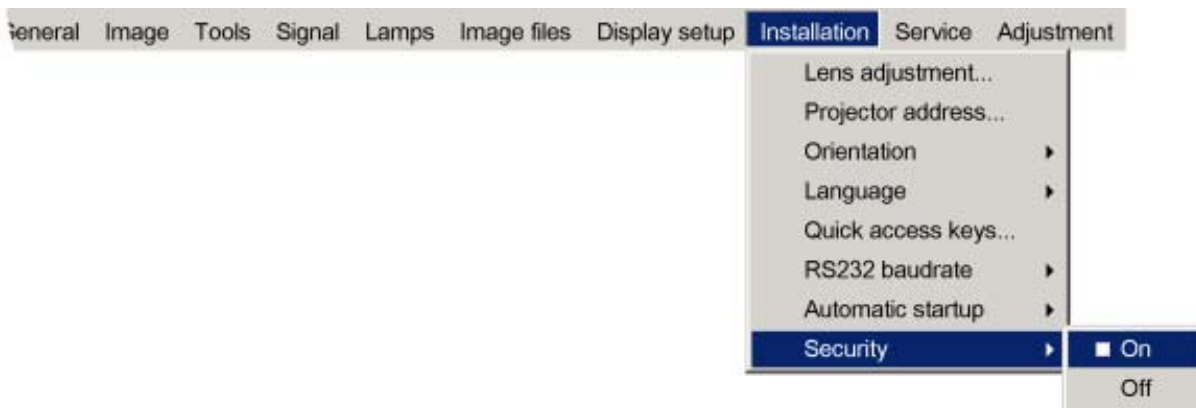 General Image Tools Signal Lamps Image files Display setup Installation Service Adjustment
Lens adjustment...
Projector address...
Orientation
Language
Quick access keys...
RS232 baudrate
Automatic startup
Security
On
Off